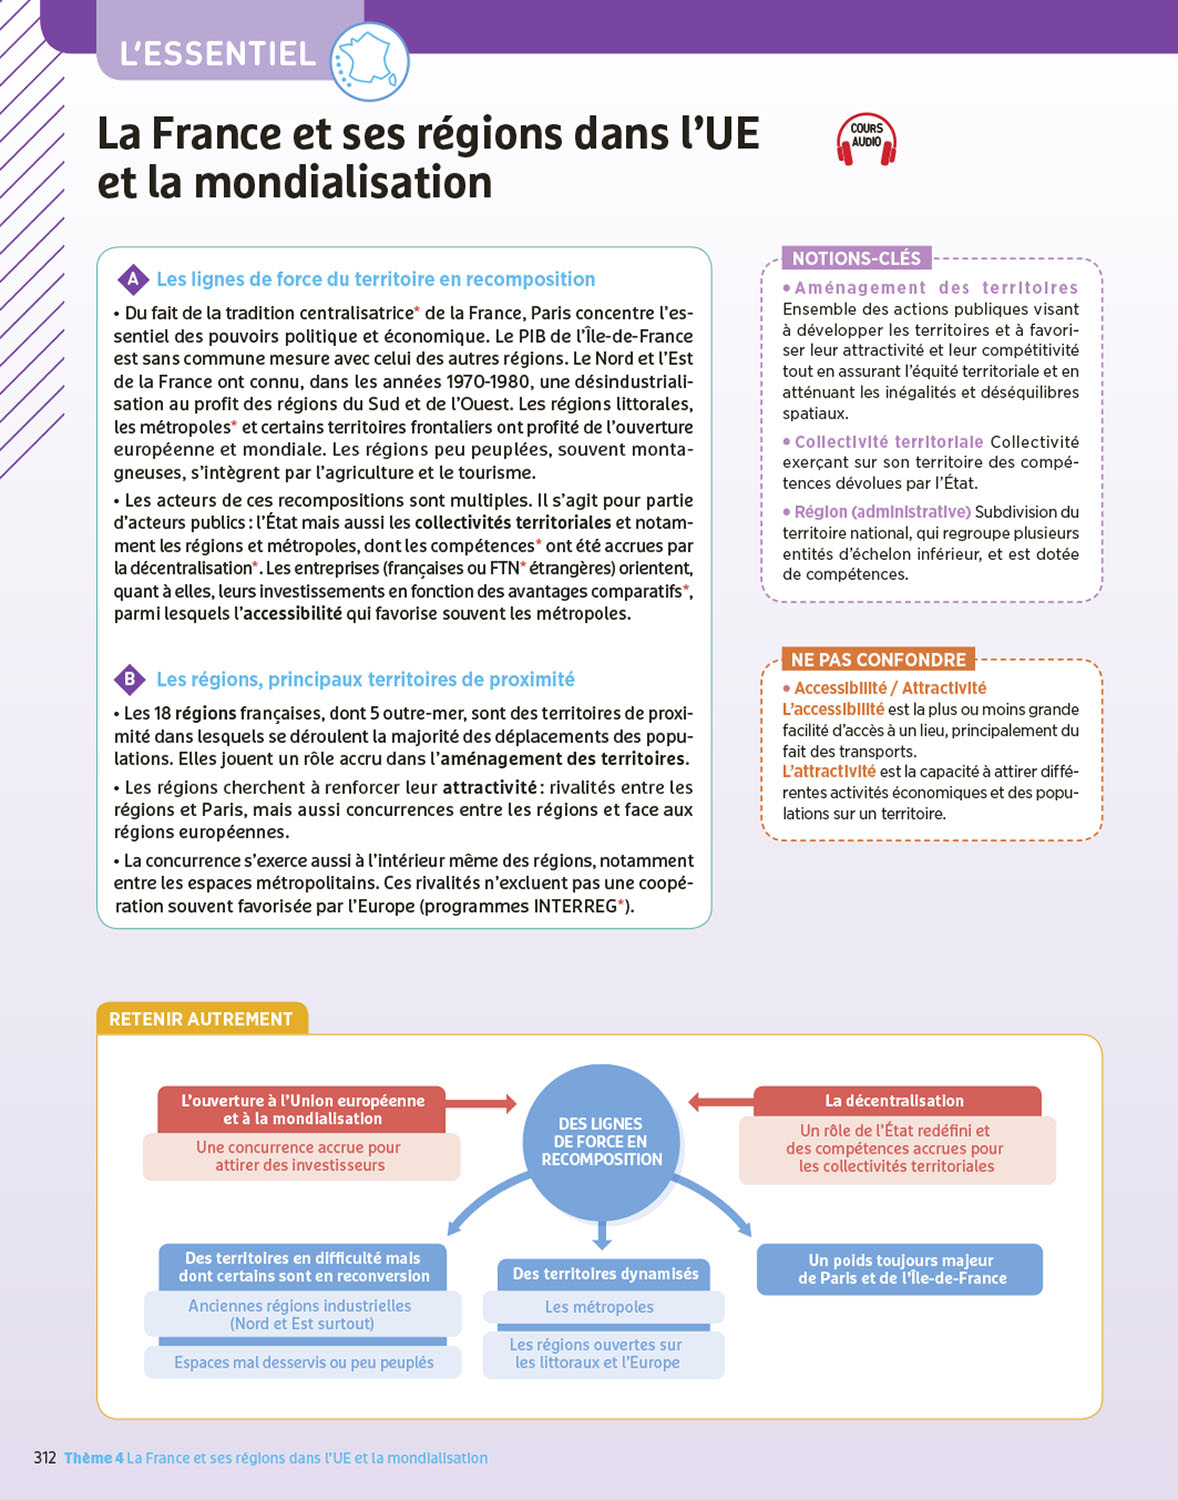 L'ESSENTIEL
La France et ses régions dans l'UE
et la mondialisation
COURS
AUDIO
A Les lignes de force du territoire en recomposition
• Du fait de la tradition centralisatrice* de la France, Paris concentre l'es-
sentiel des pouvoirs politique et économique. Le PIB de l'Île-de-France
est sans commune mesure avec celui des autres régions. Le Nord et l'Est
de la France ont connu, dans les années 1970-1980, une désindustriali-
sation au profit des régions du Sud et de l'Ouest. Les régions littorales,
les métropoles* et certains territoires frontaliers ont profité de l'ouverture
européenne et mondiale. Les régions peu peuplées, souvent monta-
gneuses, s'intègrent par l'agriculture et le tourisme.
• Les acteurs de ces recompositions sont multiples. Il s'agit pour partie
d'acteurs publics : l'État mais aussi les collectivités territoriales et notam-
ment les régions et métropoles, dont les compétences* ont été accrues par
la décentralisation*. Les entreprises (françaises ou FTN* étrangères) orientent,
quant à elles, leurs investissements en fonction des avantages comparatifs*,
parmi lesquels l'accessibilité qui favorise souvent les métropoles.
B Les régions, principaux territoires de proximité
• Les 18 régions françaises, dont 5 outre-mer, sont des territoires de proxi-
mité dans lesquels se déroulent la majorité des déplacements des popu-
lations. Elles jouent un rôle accru dans l'aménagement des territoires.
• Les régions cherchent à renforcer leur attractivité : rivalités entre les
régions et Paris, mais aussi concurrences entre les régions et face aux
régions européennes.
• La concurrence s'exerce aussi à l'intérieur même des régions, notamment
entre les espaces métropolitains. Ces rivalités n'excluent pas une coopé-
ration souvent favorisée par l'Europe (programmes INTERREG*).
NOTIONS-CLÉS
• Aménagement des territoires
Ensemble des actions publiques visant
à développer les territoires et à favori-
ser leur attractivité et leur compétitivité
tout en assurant l'équité territoriale et en
atténuant les inégalités et déséquilibres
spatiaux.
• Collectivité territoriale Collectivité
exerçant sur son territoire des compé-
tences dévolues par l'État.
• Région (administrative) Subdivision du
territoire national, qui regroupe plusieurs
entités d'échelon inférieur, et est dotée
de compétences.
NE PAS CONFONDRE
• Accessibilité / Attractivité
L'accessibilité est la plus ou moins grande
facilité d'accès à un lieu, principalement du
fait des transports.
L'attractivité est la capacité à attirer diffé-
rentes activités économiques et des popu-
lations sur un territoire.
RETENIR AUTREMENT
L'ouverture à l'Union européenne
et à la mondialisation
Une concurrence accrue pour
attirer des investisseurs
DES LIGNES
DE FORCE EN
RECOMPOSITION
La décentralisation
Un rôle de l'État redéfini et
des compétences accrues pour
les collectivités territoriales
Des territoires en difficulté mais
dont certains sont en reconversion
Anciennes régions industrielles
(Nord et Est surtout)
Espaces mal desservis ou peu peuplés
Des territoires dynamisés
Les métropoles
Les régions ouvertes sur
les littoraux et l'Europe
Un poids toujours majeur
de Paris et de l'Île-de-France
312 Thème 4 La France et ses régions dans l'UE et la mondialisation